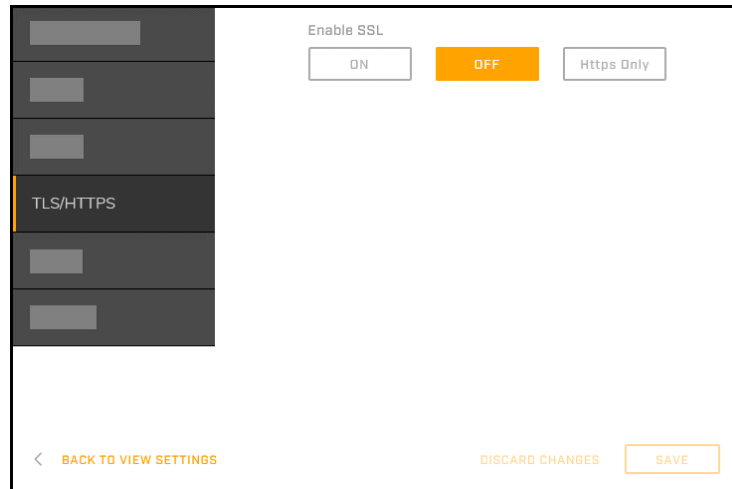 Enable SSL
ON OFF Https Only
TLS/HTTPS
BACK TO VIEW SETTINGS DISCARD CHANGES SAVE